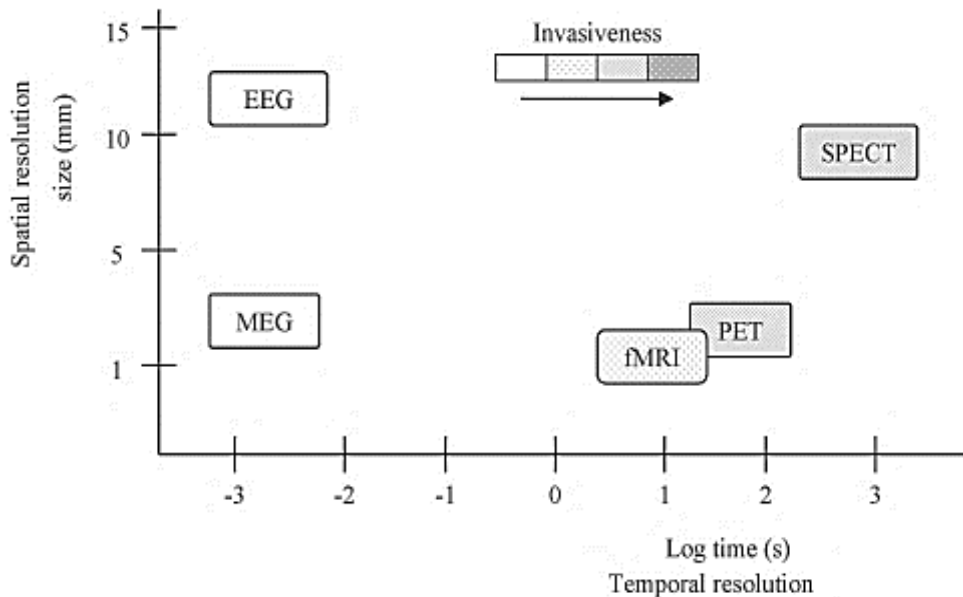 15
Invasiveness
EEG
10
SPECT
Spatial resolution
size (mm)
5
MEG
PET
fMRI
1
-3
-2
-1
0
1
2
3
Log time (s)
Temporal resolution